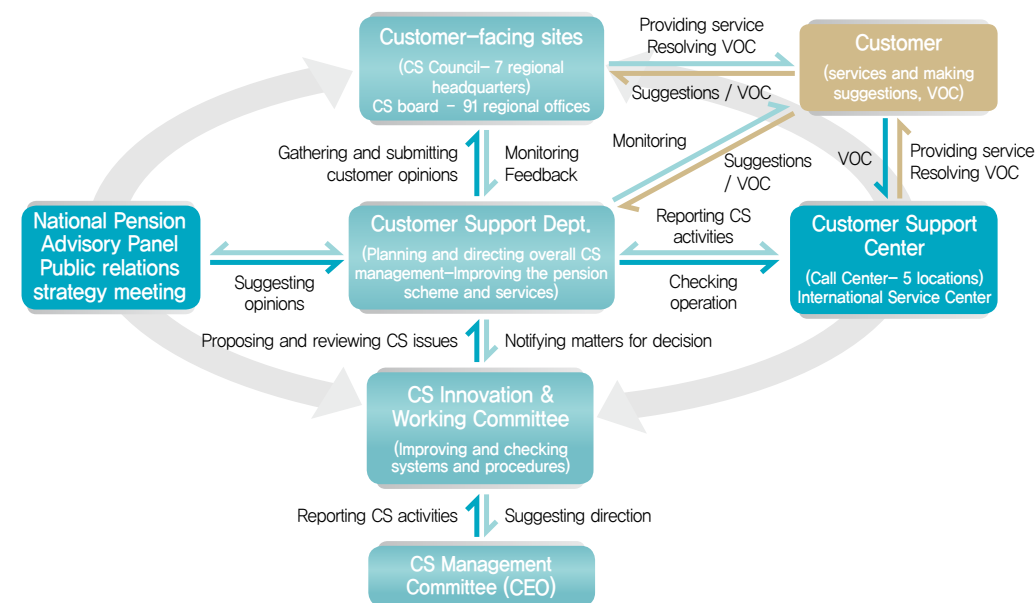 Customer-facing sites
(CS Council- 7 regional
headquarters)
CS board - 91 regional offices
Providing service
Resolving VOC
Suggestions / VOC
Customer
(services and making
suggestions, VOC)
Gathering and submitting
customer opinions
Monitoring
Feedback
Monitoring
Suggestions
/ VOC
VOC
Providing service
Resolving VOC
National Pension
Advisory Panel
Public relations
strategy meeting
Suggesting
opinions
Customer Support Dept.
(Planning and directing overall CS
management-Improving the pension
scheme and services)
Reporting CS
activities
Checking
operation
Customer Support
Center
(Call Center- 5 locations)
International Service Center
Proposing and reviewing CS issues
Notifying matters for decision
CS Innovation &
Working Committee
(Improving and checking
systems and procedures)
Reporting CS activities
Suggesting direction
CS Management
Committee (CEO)